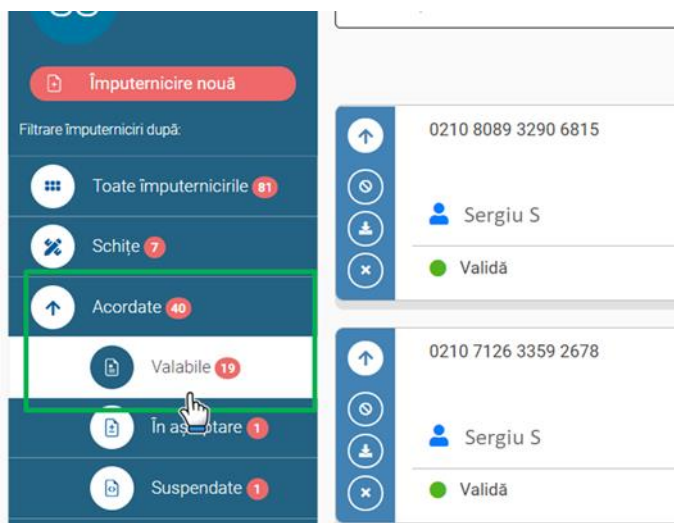 Împuternicire nouă
Filtrare împuterniciri după:
Toate împuternicirile 81
Schițe 7
Acordate 40
Valabile 19
În așteptare 1
Suspendate 1
0210 8089 3290 6815
Sergiu S
Validă
0210 7126 3359 2678
Sergiu S
Validă